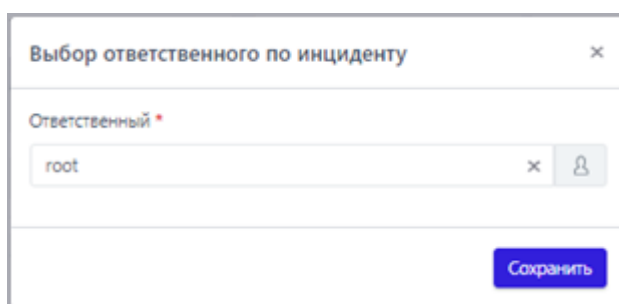 Выбор ответственного по инциденту
Ответственный *
root
Сохранить